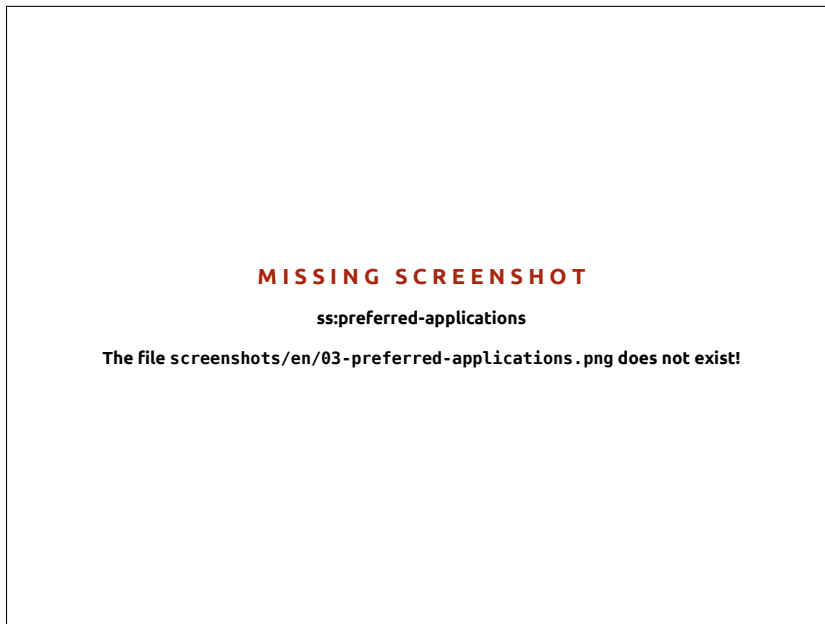 MISSING SCREENSHOT
ss:preferred-applications
The file screenshots/en/03-preferred-applications.png does not exist!